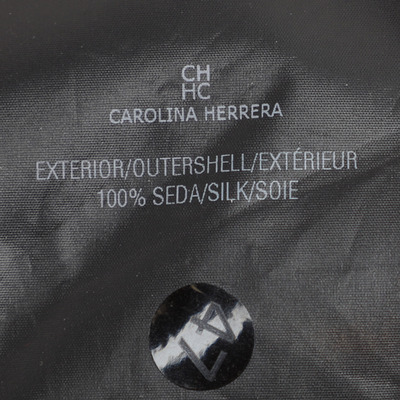 CH
HC
CAROLINA HERRERA
EXTERIOR/OUTERSHELL/EXTÉRIEUR
100% SEDA/SILK/SOIE